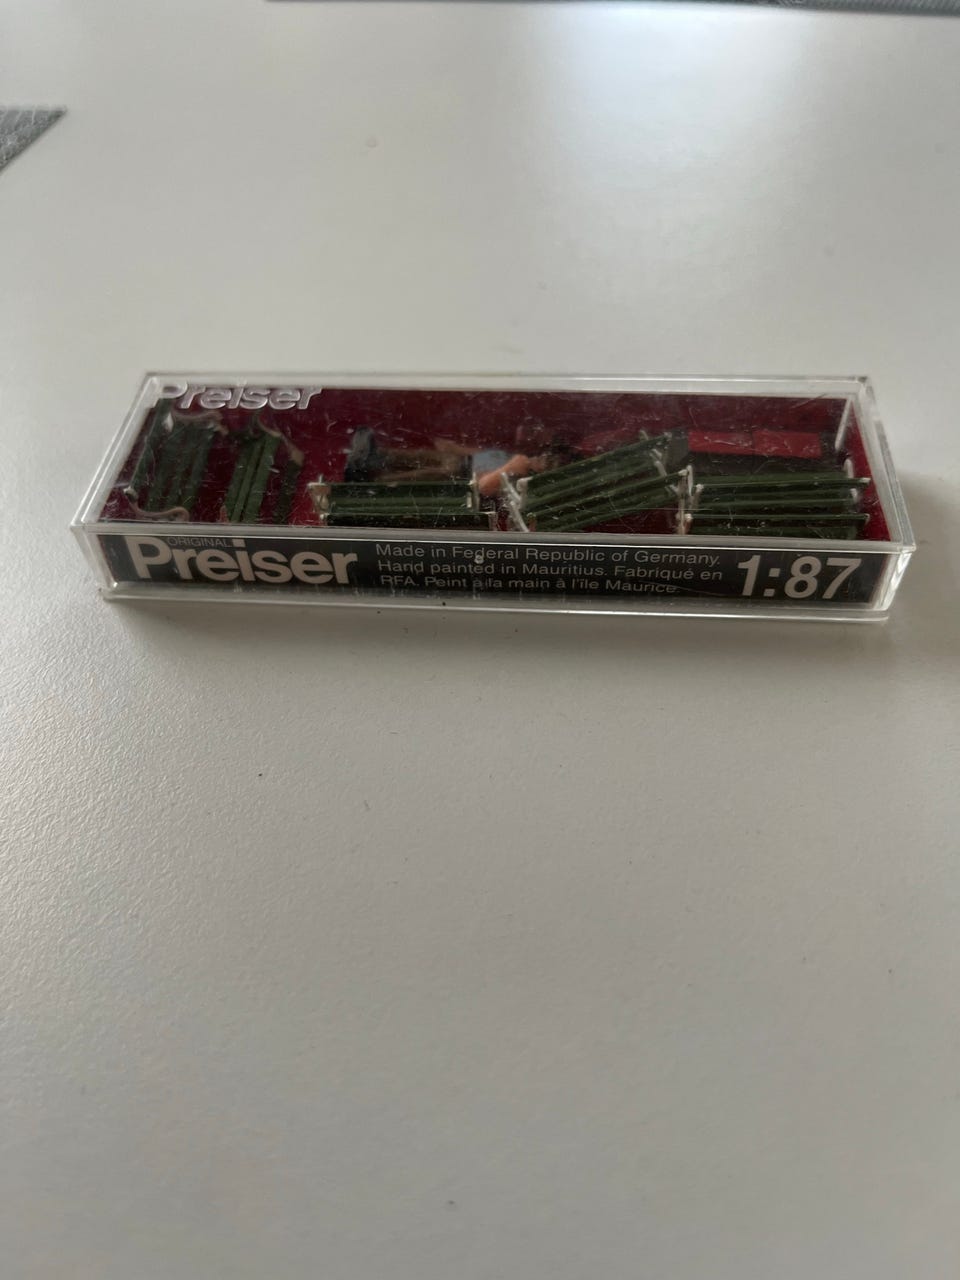 Preiser
ORIGINAL
Preiser
Made in Federal Republic of Germany.
Hand painted in Mauritius. Fabriqué en
RFA. Peint à la main à l'île Maurice.
1:87